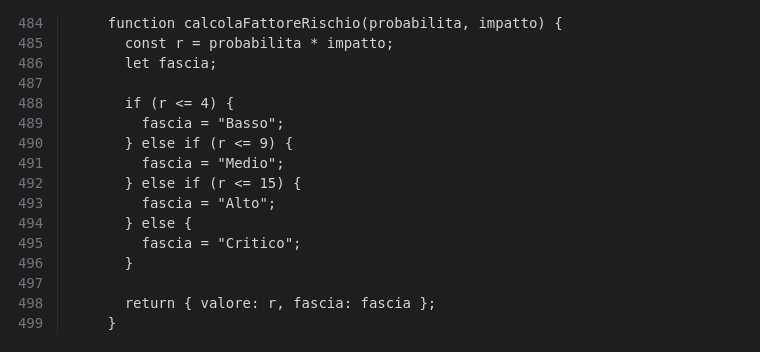 484 function calcolaFattoreRischio(probabilita, impatto) {
485 const r = probabilita * impatto;
486 let fascia;
487
488 if (r <= 4) {
489 fascia = "Basso";
490 } else if (r <= 9) {
491 fascia = "Medio";
492 } else if (r <= 15) {
493 fascia = "Alto";
494 } else {
495 fascia = "Critico";
496 }
497
498 return { valore: r, fascia: fascia };
499 }